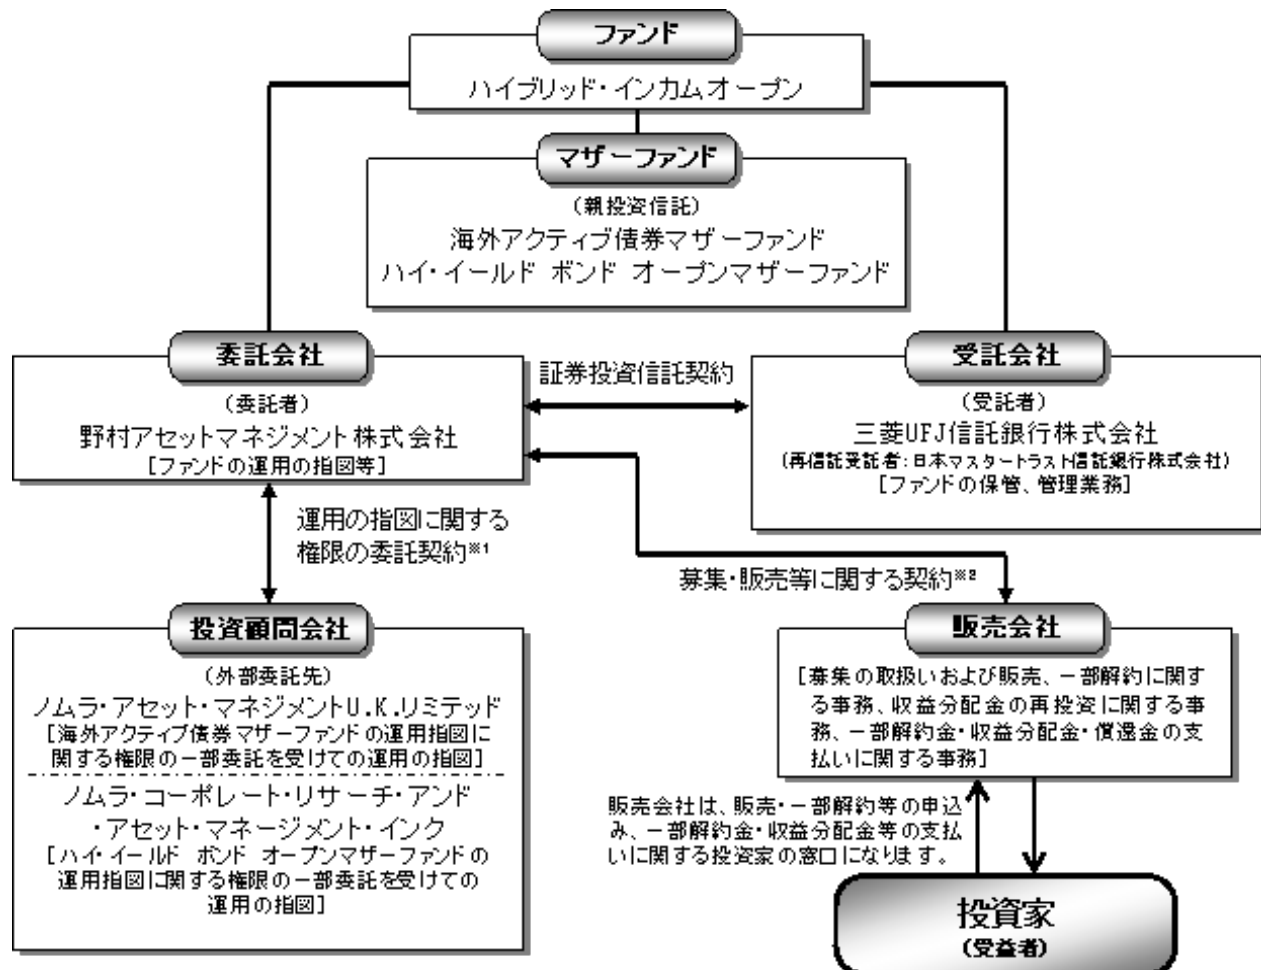 ファンド
ハイブリッド・インカムオープン
マザーファンド
（親投資信託）
海外アクティブ債券マザーファンド
ハイ・イールド ボンド オープンマザーファンド
委託会社
（委託者）
野村アセットマネジメント株式会社
[ファンドの運用の指図等]
証券投資信託契約
受託会社
（受託者）
三菱UFJ信託銀行株式会社
（再信託受託者：日本マスタートラスト信託銀行株式会社）
[ファンドの保管、管理業務]
運用の指図に関する
権限の委託契約※1
募集・販売等に関する契約※2
投資顧問会社
（外部委託先）
ノムラ・アセット・マネジメントU.K.リミテッド
[海外アクティブ債券マザーファンドの運用指図に
関する権限の一部委託を受けての運用の指図]
ノムラ・コーポレート・リサーチ・アンド
・アセット・マネージメント・インク
[ハイ・イールド ボンド オープンマザーファンドの
運用指図に関する権限の一部委託を受けての
運用の指図]
販売会社
[募集の取扱いおよび販売、一部解約に関す
る事務、収益分配金の再投資に関する事
務、一部解約金・収益分配金・償還金の支
払いに関する事務]
販売会社は、販売・一部解約等の申込
み、一部解約金・収益分配金等の支払
いに関する投資家の窓口になります。
投資家
（受益者）